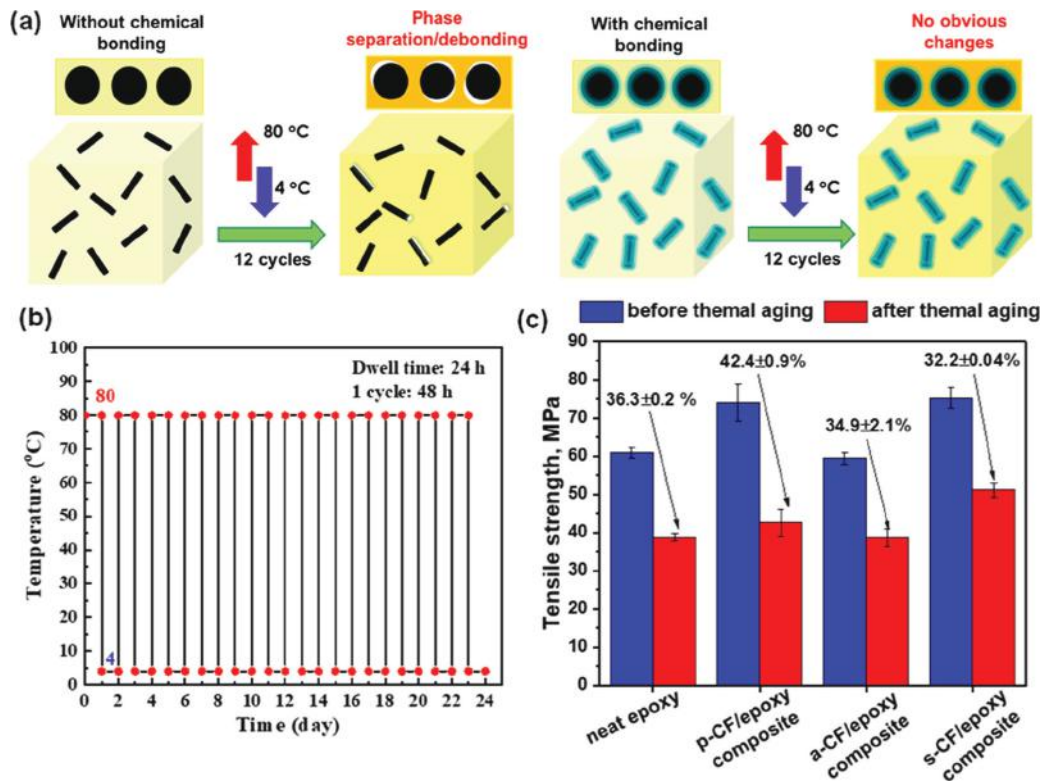 (a)
Without chemical
bonding
Phase
separation/debonding
With chemical
bonding
No obvious
changes
80 °C
4 °C
12 cycles
80 °C
4 °C
12 cycles
(b)
100
90
80
70
60
50
40
30
20
10
0
Temperature (°C)
80
4
Dwell time: 24 h
1 cycle: 48 h
0 2 4 6 8 10 12 14 16 18 20 22 24
Time (day)
(c)
before themal aging
after themal aging
90
80
70
60
50
40
30
20
10
0
Tensile strength, MPa
36.3±0.2 %
42.4±0.9%
34.9±2.1%
32.2±0.04%
neat epoxy
p-CF/epoxy
composite
a-CF/epoxy
composite
s-CF/epoxy
composite